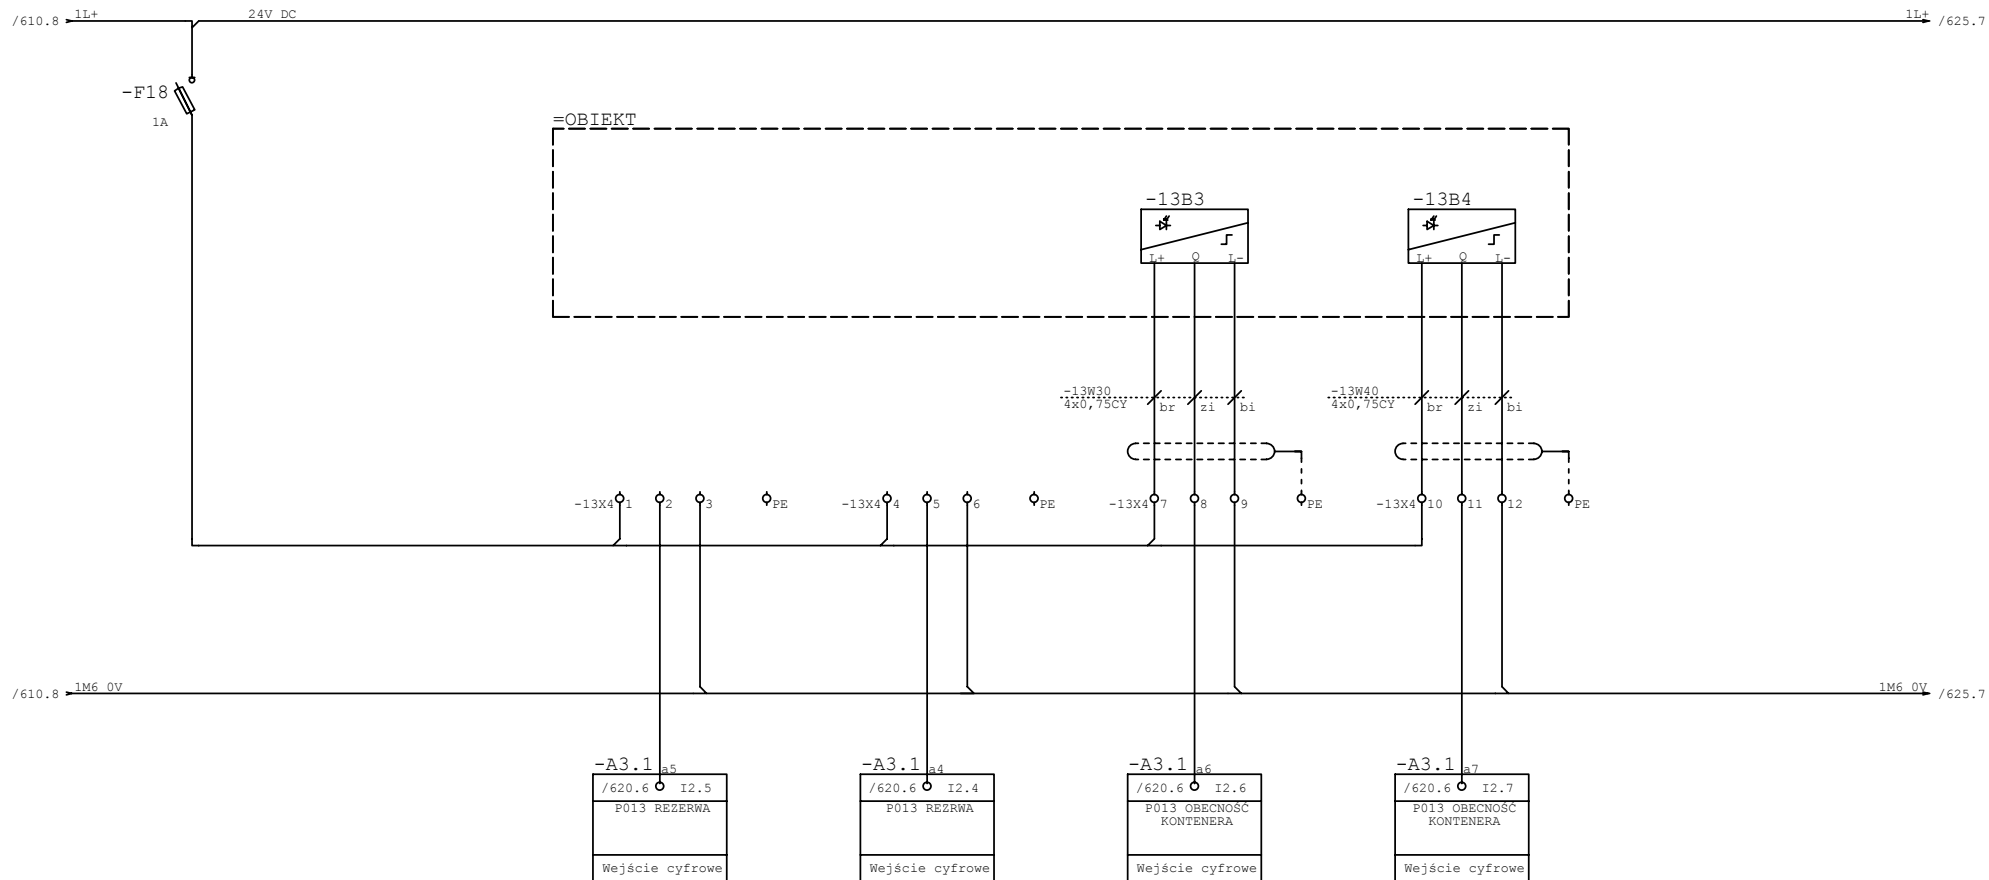 /610.8 1L+ 24V DC 1L+ /625.7
-F18
1A
=OBIEKT
-13B3 -13B4
L+ Q L- L+ Q L-
-13W30 -13W40
4x0,75CY br zi bi 4x0,75CY br zi bi
-13X4 1 2 3 PE -13X4 4 5 6 PE -13X4 7 8 9 PE -13X4 10 11 12 PE
/610.8 1M6 0V 1M6 0V /625.7
-A3.1 a5 -A3.1 a4 -A3.1 a6 -A3.1 a7
/620.6 I2.5 /620.6 I2.4 /620.6 I2.6 /620.6 I2.7
P013 REZERWA P013 REZRWA P013 OBECNOŚĆ P013 OBECNOŚĆ
KONTENERA KONTENERA
Wejście cyfrowe Wejście cyfrowe Wejście cyfrowe Wejście cyfrowe